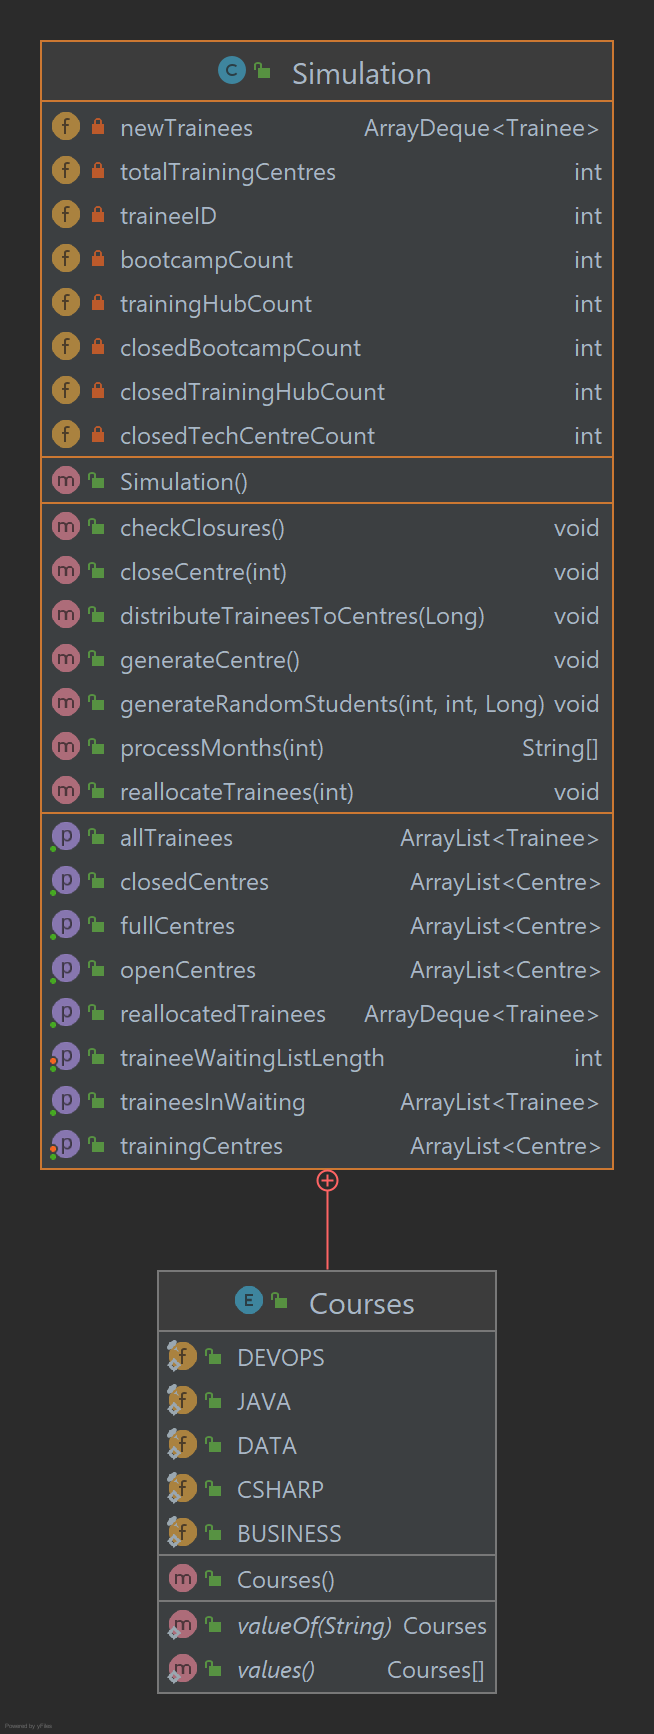 C Simulation
f newTrainees ArrayDeque<Trainee>
f totalTrainingCentres int
f traineeID int
f bootcampCount int
f trainingHubCount int
f closedBootcampCount int
f closedTrainingHubCount int
f closedTechCentreCount int
m Simulation()
m checkClosures() void
m closeCentre(int) void
m distributeTraineesToCentres(Long) void
m generateCentre() void
m generateRandomStudents(int, int, Long) void
m processMonths(int) String[]
m reallocateTrainees(int) void
p allTrainees ArrayList<Trainee>
p closedCentres ArrayList<Centre>
p fullCentres ArrayList<Centre>
p openCentres ArrayList<Centre>
p reallocatedTrainees ArrayDeque<Trainee>
p traineeWaitingListLength int
p traineesInWaiting ArrayList<Trainee>
p trainingCentres ArrayList<Centre>
E Courses
f DEVOPS
f JAVA
f DATA
f CSHARP
f BUSINESS
m Courses()
m valueOf(String) Courses
m values() Courses[]
Powered by yFiles